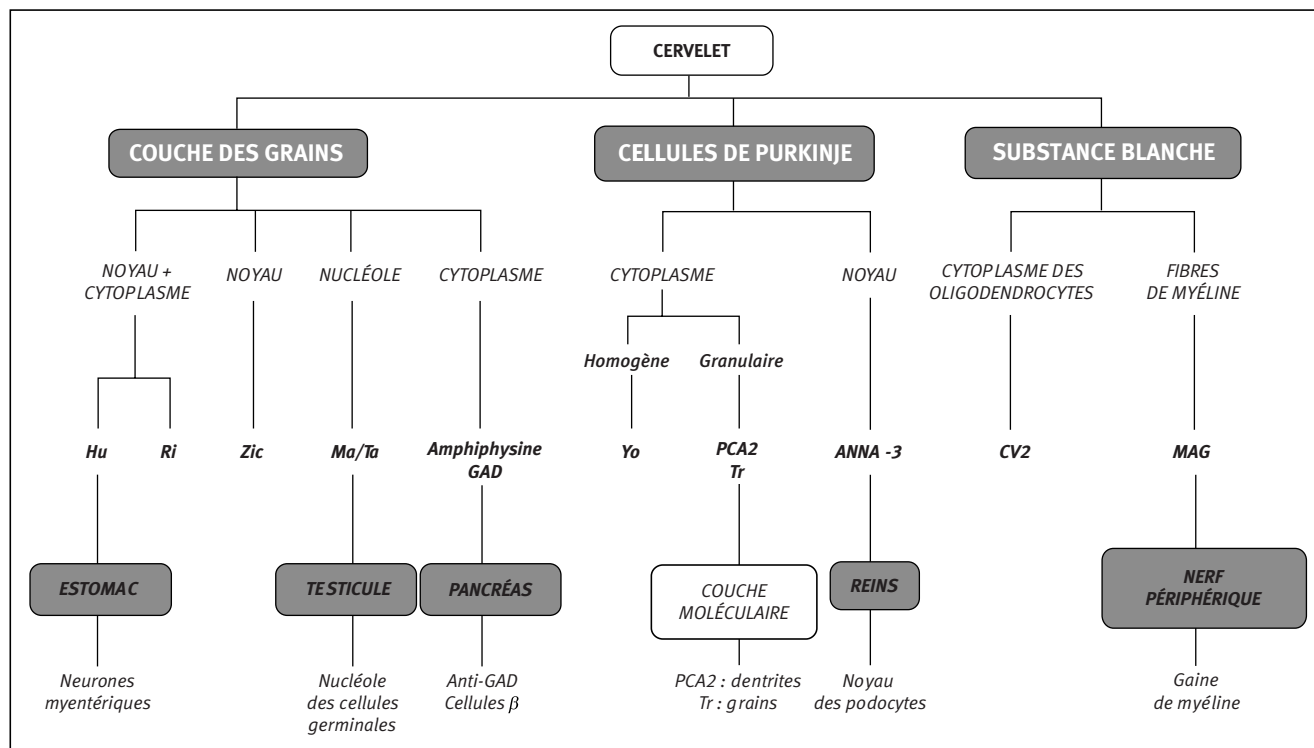 CERVELET
COUCHE DES GRAINS
CELLULES DE PURKINJE
SUBSTANCE BLANCHE
NOYAU +
CYTOPLASME
NOYAU
NUCLÉOLE
CYTOPLASME
CYTOPLASME
NOYAU
CYTOPLASME DES
OLIGODENDROCYTES
FIBRES
DE MYÉLINE
Homogène
Granulaire
Hu
Ri
Zic
Ma/Ta
Amphiphysine
GAD
Yo
PCA2
Tr
ANNA -3
CV2
MAG
ESTOMAC
TESTICULE
PANCRÉAS
COUCHE
MOLÉCULAIRE
REINS
NERF
PÉRIPHÉRIQUE
Neurones
myentériques
Nucléole
des cellules
germinales
Anti-GAD
Cellules β
PCA2 : dentrites
Tr : grains
Noyau
des podocytes
Gaine
de myéline